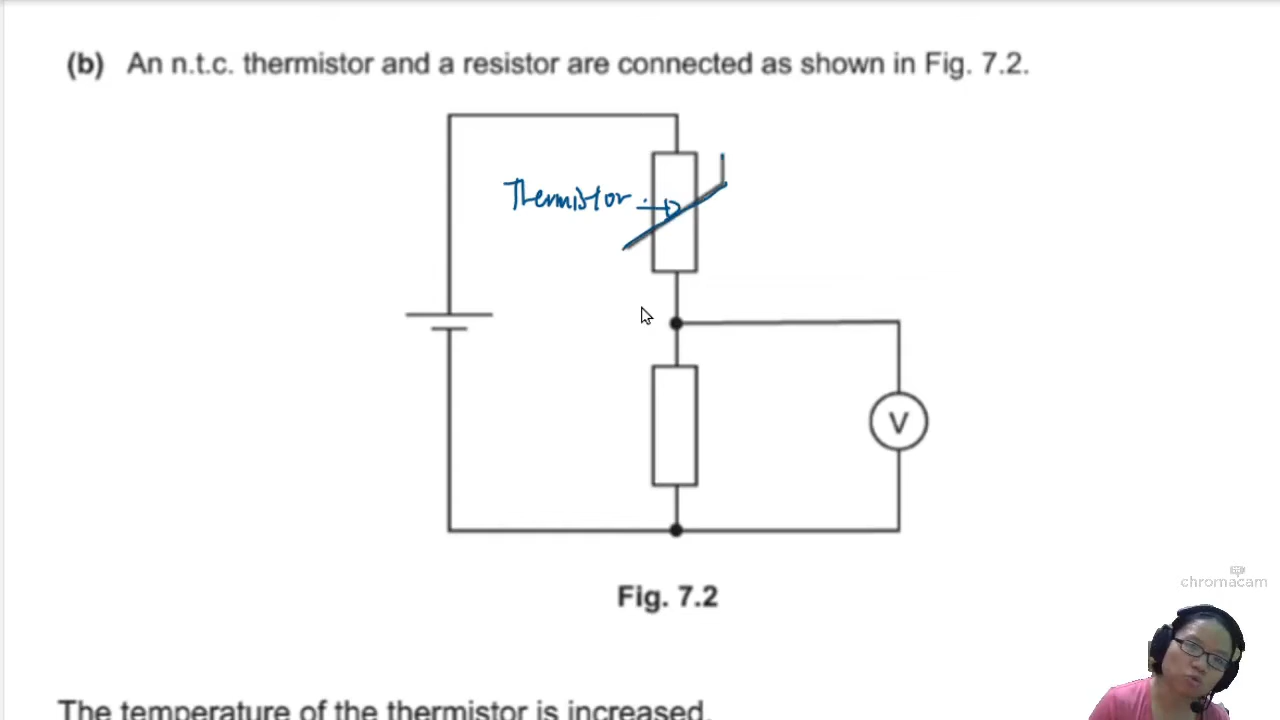 (b) An n.t.c. thermistor and a resistor are connected as shown in Fig. 7.2.
Thermistor
V
Fig. 7.2
chromacam
The temperature of the thermistor is increased.